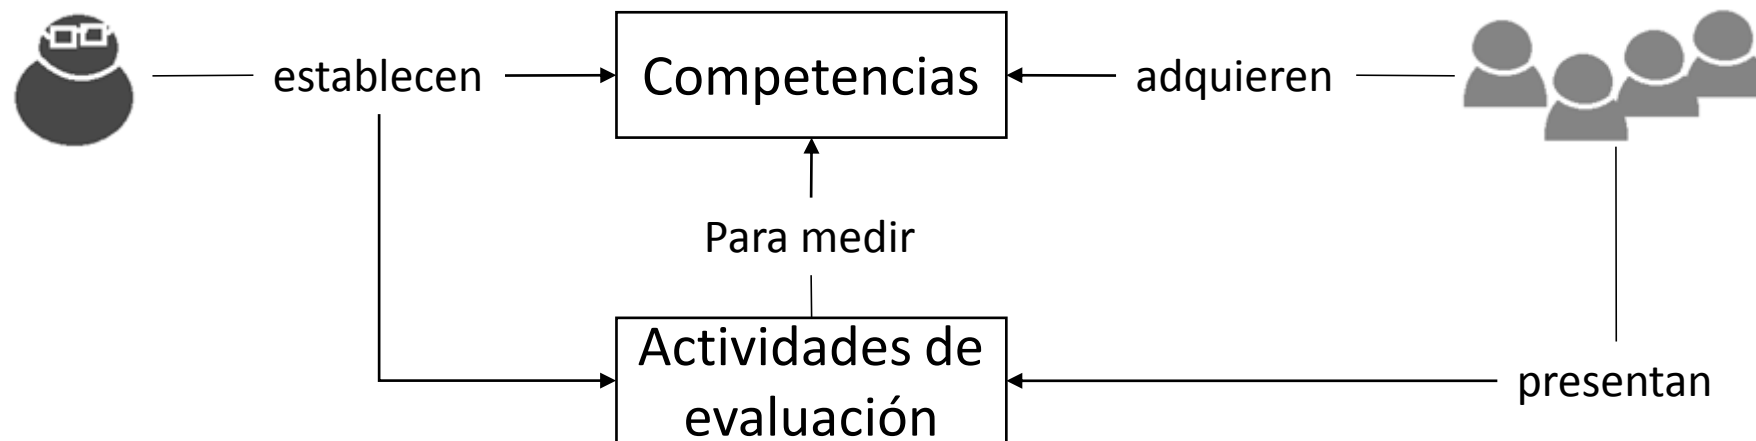 establecen
Competencias
adquieren
Para medir
Actividades de
evaluación
presentan